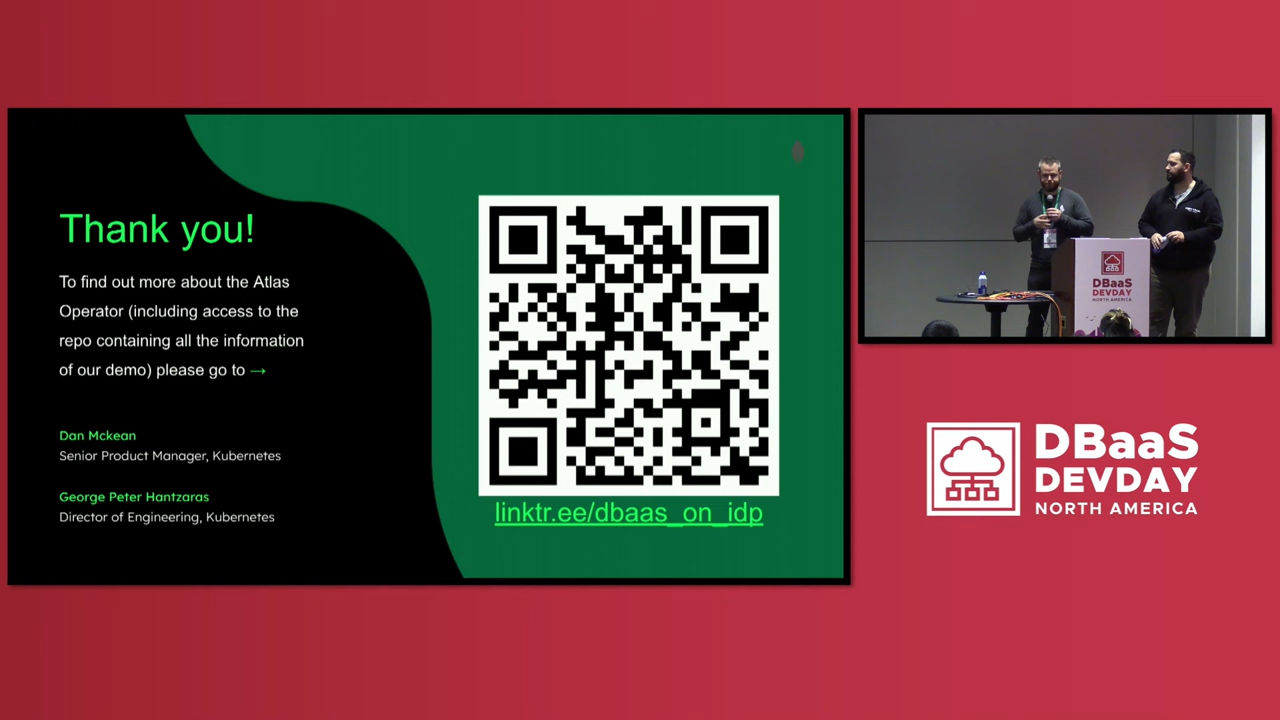 Thank you!
To find out more about the Atlas
Operator (including access to the
repo containing all the information
of our demo) please go to →
Dan Mckean
Senior Product Manager, Kubernetes
George Peter Hantzaras
Director of Engineering, Kubernetes
linktr.ee/dbaas_on_idp
DBaaS
DEVDAY
NORTH AMERICA
DBaaS
DEVDAY
NORTH AMERICA